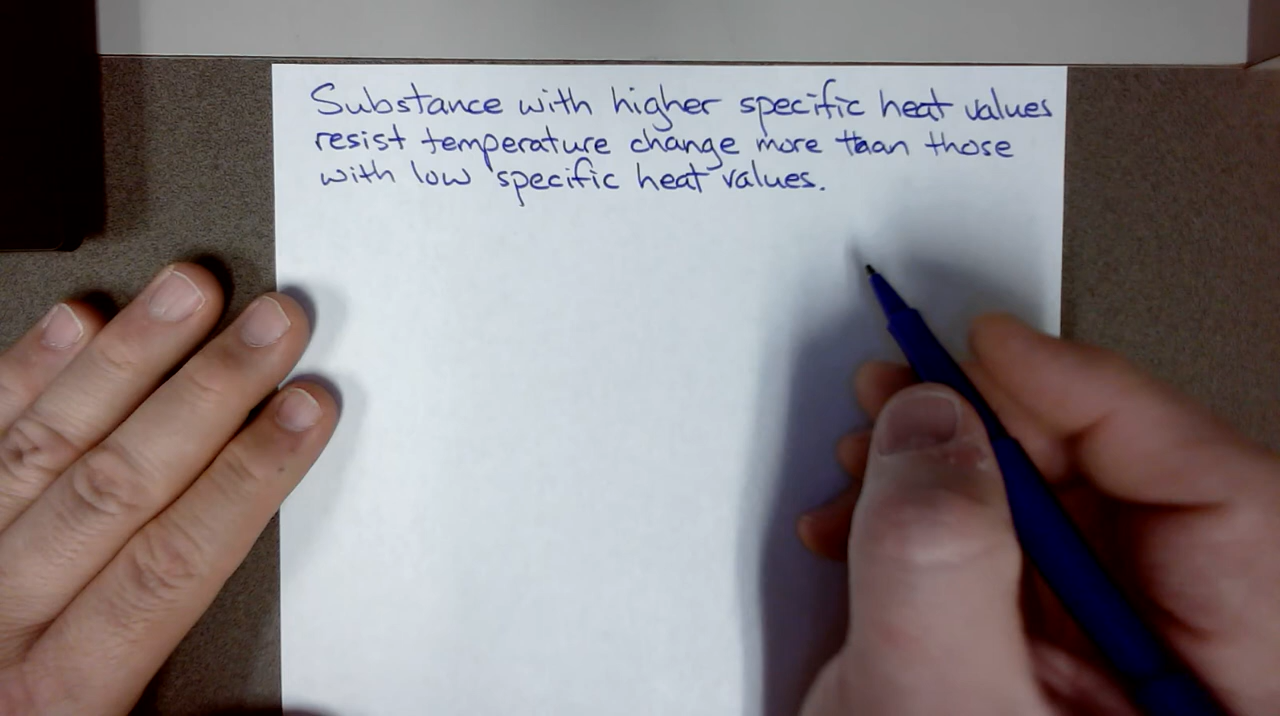 Substance with higher specific heat values
resist temperature change more than those
with low specific heat values.